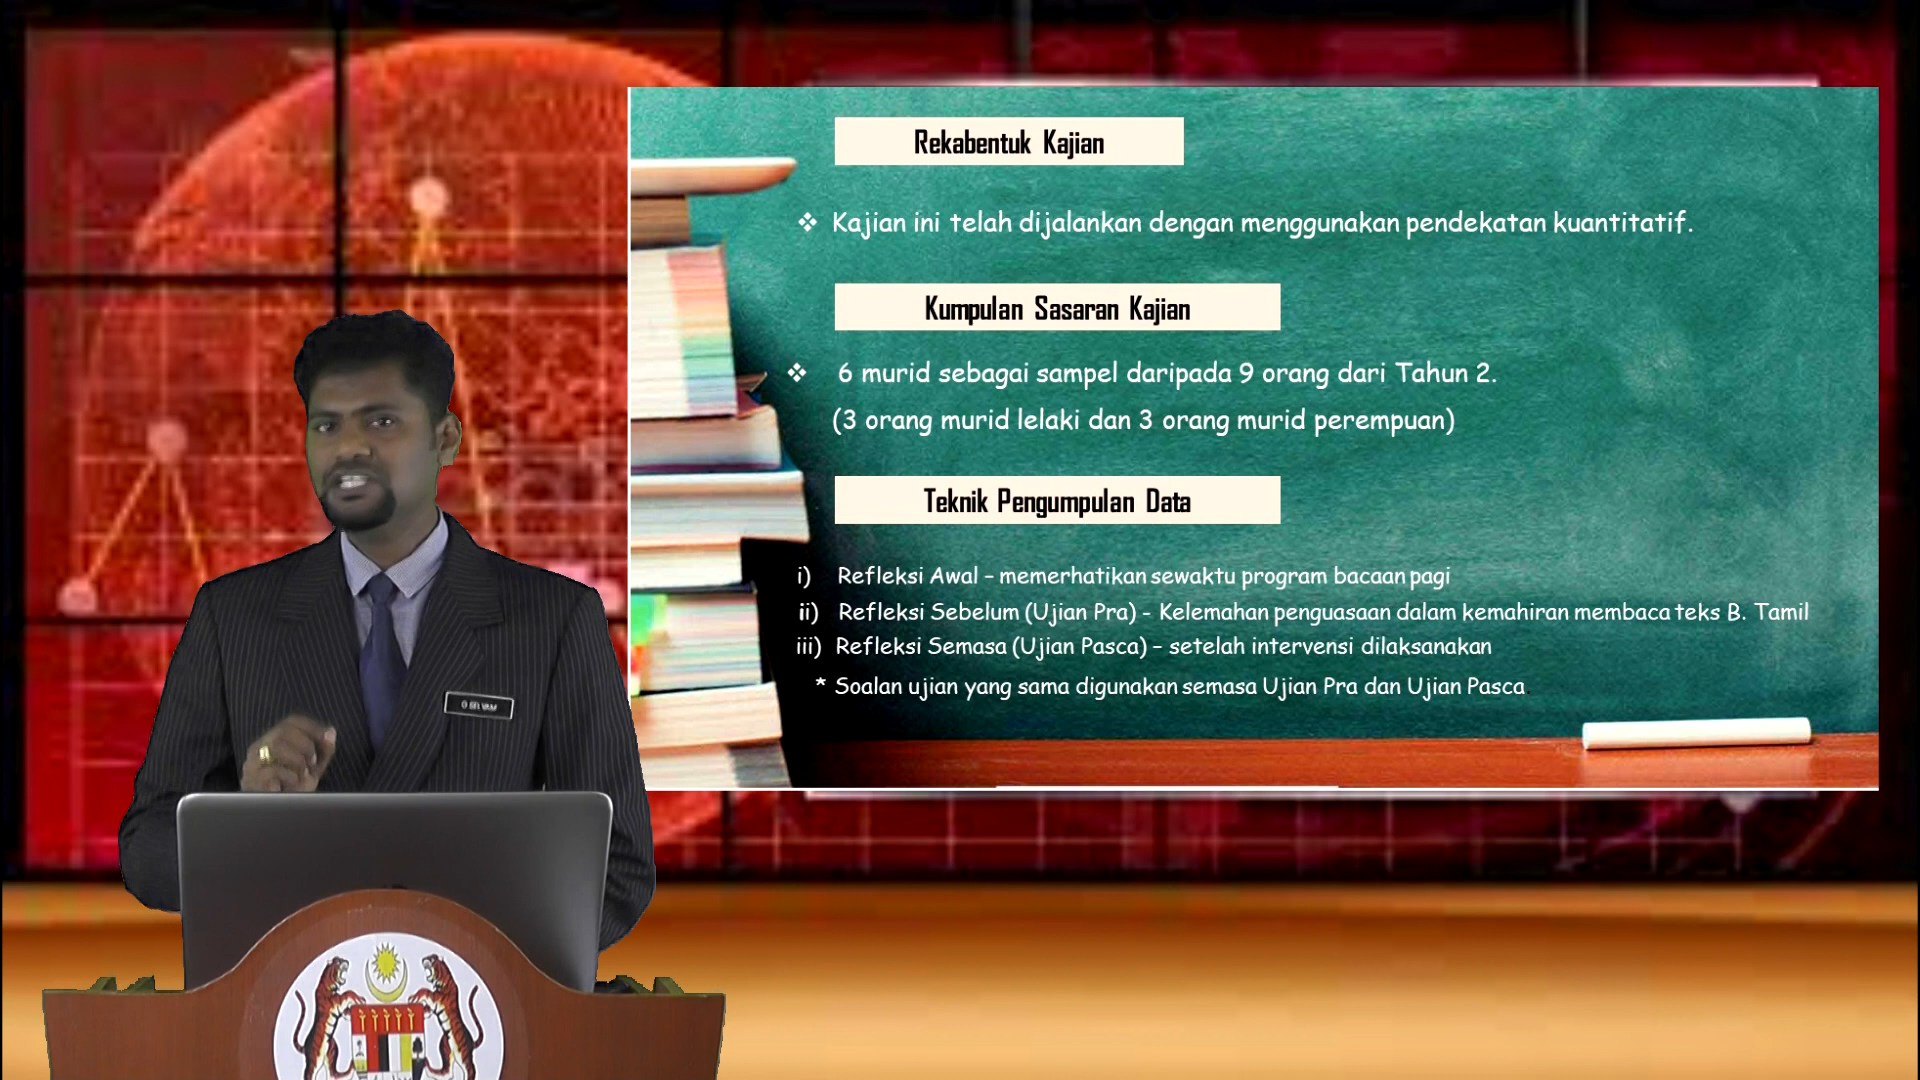 Rekabentuk Kajian
❖ Kajian ini telah dijalankan dengan menggunakan pendekatan kuantitatif.
Kumpulan Sasaran Kajian
❖ 6 murid sebagai sampel daripada 9 orang dari Tahun 2.
(3 orang murid lelaki dan 3 orang murid perempuan)
Teknik Pengumpulan Data
i) Refleksi Awal – memerhatikan sewaktu program bacaan pagi
ii) Refleksi Sebelum (Ujian Pra) - Kelemahan penguasaan dalam kemahiran membaca teks B. Tamil
iii) Refleksi Semasa (Ujian Pasca) – setelah intervensi dilaksanakan
* Soalan ujian yang sama digunakan semasa Ujian Pra dan Ujian Pasca.
G SELVAM